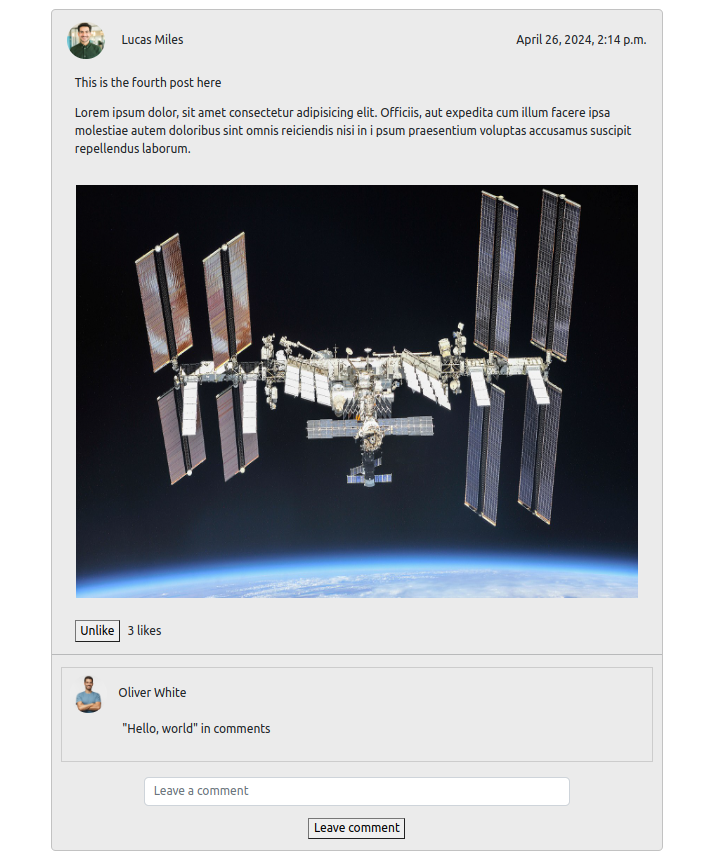 Lucas Miles
April 26, 2024, 2:14 p.m.
This is the fourth post here
Lorem ipsum dolor, sit amet consectetur adipisicing elit. Officiis, aut expedita cum illum facere ipsa
molestiae autem doloribus sint omnis reiciendis nisi in i psum praesentium voluptas accusamus suscipit
repellendus laborum.
Unlike
3 likes
Oliver White
"Hello, world" in comments
Leave a comment
Leave comment